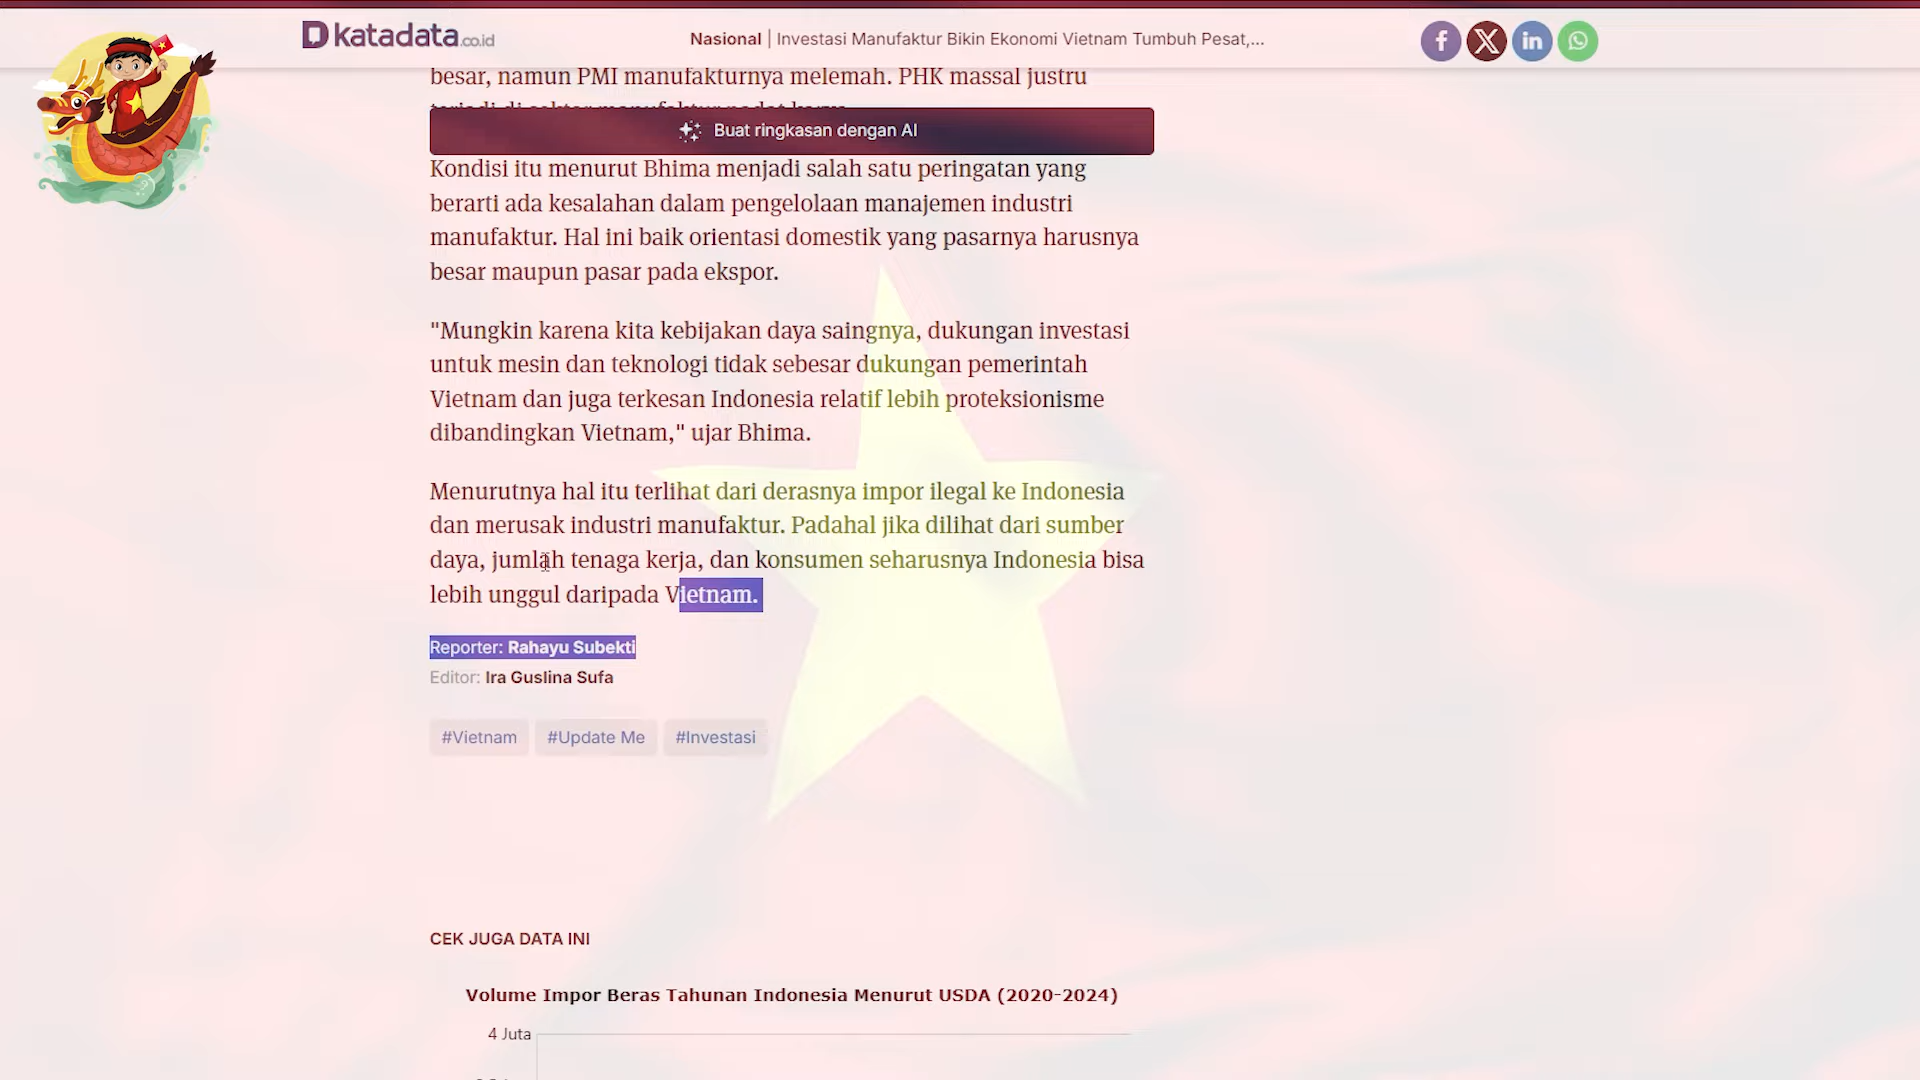 katadata.co.id
Nasional | Investasi Manufaktur Bikin Ekonomi Vietnam Tumbuh Pesat,...
besar, namun PMI manufakturnya melemah. PHK massal justru
Buat ringkasan dengan AI
Kondisi itu menurut Bhima menjadi salah satu peringatan yang
berarti ada kesalahan dalam pengelolaan manajemen industri
manufaktur. Hal ini baik orientasi domestik yang pasarnya harusnya
besar maupun pasar pada ekspor.
"Mungkin karena kita kebijakan daya saingnya, dukungan investasi
untuk mesin dan teknologi tidak sebesar dukungan pemerintah
Vietnam dan juga terkesan Indonesia relatif lebih proteksionisme
dibandingkan Vietnam," ujar Bhima.
Menurutnya hal itu terlihat dari derasnya impor ilegal ke Indonesia
dan merusak industri manufaktur. Padahal jika dilihat dari sumber
daya, jumlah tenaga kerja, dan konsumen seharusnya Indonesia bisa
lebih unggul daripada Vietnam.
Reporter: Rahayu Subekti
Editor: Ira Guslina Sufa
#Vietnam #Update Me #Investasi
CEK JUGA DATA INI
Volume Impor Beras Tahunan Indonesia Menurut USDA (2020-2024)
4 Juta